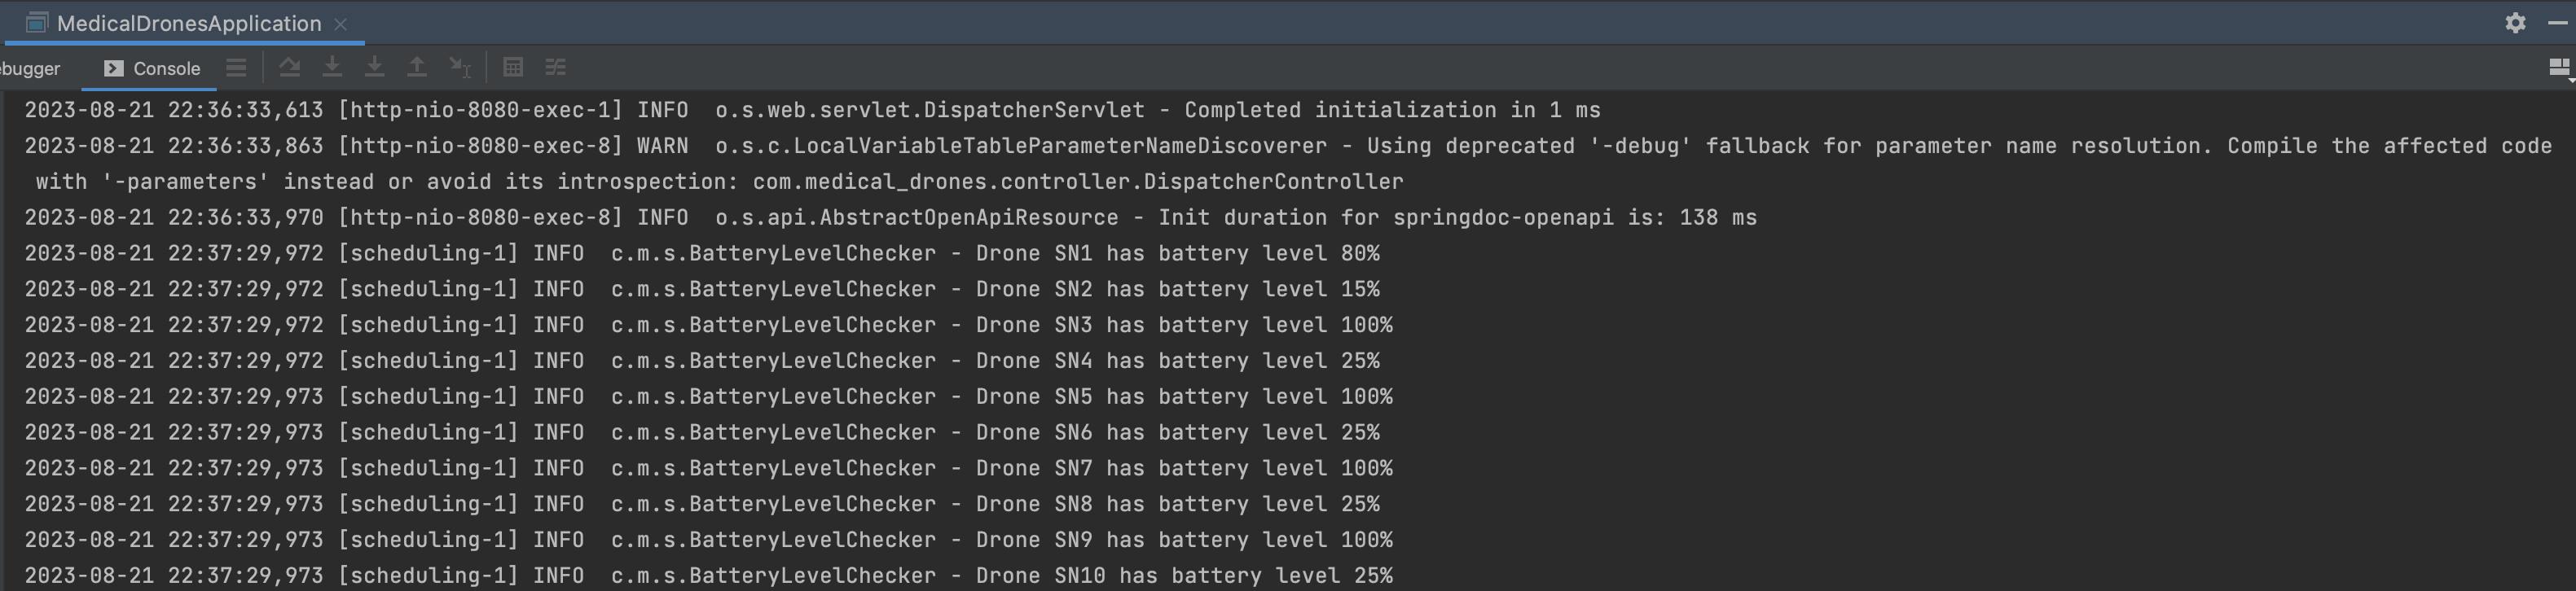 MedicalDronesApplication
ebugger Console
2023-08-21 22:36:33,613 [http-nio-8080-exec-1] INFO  o.s.web.servlet.DispatcherServlet - Completed initialization in 1 ms
2023-08-21 22:36:33,863 [http-nio-8080-exec-8] WARN  o.s.c.LocalVariableTableParameterNameDiscoverer - Using deprecated '-debug' fallback for parameter name resolution. Compile the affected code
with '-parameters' instead or avoid its introspection: com.medical_drones.controller.DispatcherController
2023-08-21 22:36:33,970 [http-nio-8080-exec-8] INFO  o.s.api.AbstractOpenApiResource - Init duration for springdoc-openapi is: 138 ms
2023-08-21 22:37:29,972 [scheduling-1] INFO  c.m.s.BatteryLevelChecker - Drone SN1 has battery level 80%
2023-08-21 22:37:29,972 [scheduling-1] INFO  c.m.s.BatteryLevelChecker - Drone SN2 has battery level 15%
2023-08-21 22:37:29,972 [scheduling-1] INFO  c.m.s.BatteryLevelChecker - Drone SN3 has battery level 100%
2023-08-21 22:37:29,972 [scheduling-1] INFO  c.m.s.BatteryLevelChecker - Drone SN4 has battery level 25%
2023-08-21 22:37:29,973 [scheduling-1] INFO  c.m.s.BatteryLevelChecker - Drone SN5 has battery level 100%
2023-08-21 22:37:29,973 [scheduling-1] INFO  c.m.s.BatteryLevelChecker - Drone SN6 has battery level 25%
2023-08-21 22:37:29,973 [scheduling-1] INFO  c.m.s.BatteryLevelChecker - Drone SN7 has battery level 100%
2023-08-21 22:37:29,973 [scheduling-1] INFO  c.m.s.BatteryLevelChecker - Drone SN8 has battery level 25%
2023-08-21 22:37:29,973 [scheduling-1] INFO  c.m.s.BatteryLevelChecker - Drone SN9 has battery level 100%
2023-08-21 22:37:29,973 [scheduling-1] INFO  c.m.s.BatteryLevelChecker - Drone SN10 has battery level 25%